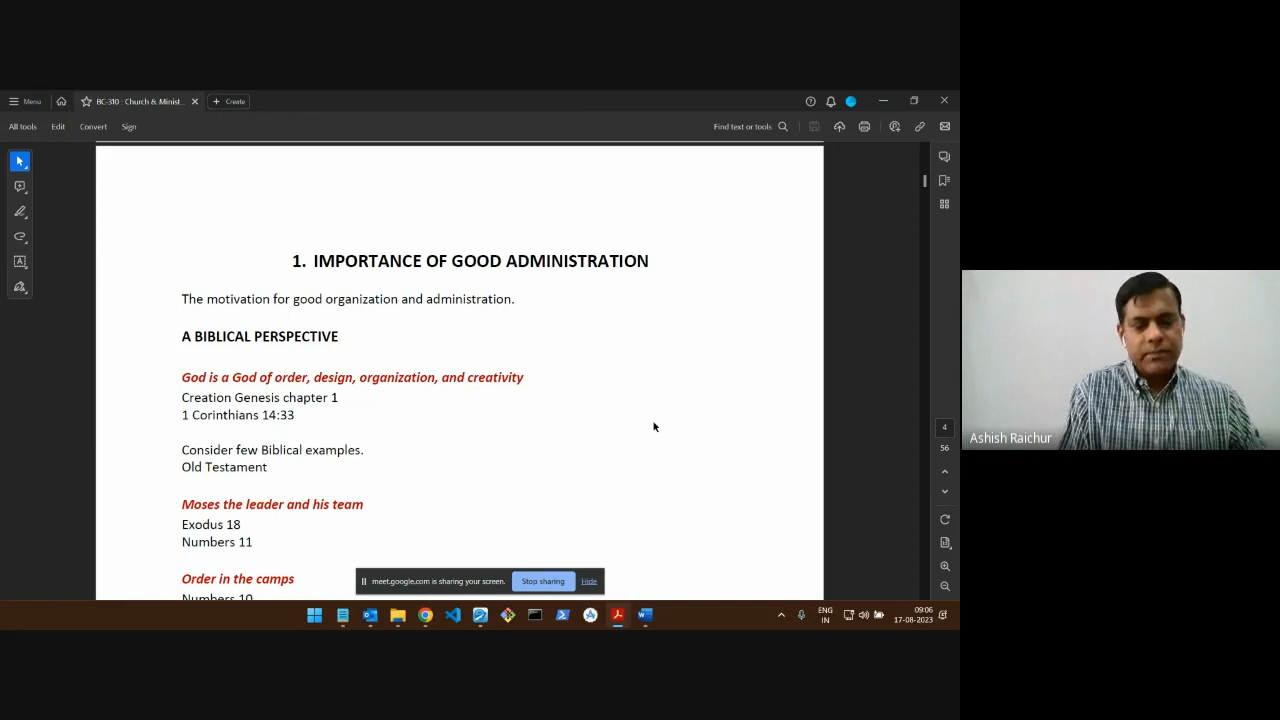 Menu
BC-310 : Church & Minist...
Create
All tools
Edit
Convert
Sign
Find text or tools
1. IMPORTANCE OF GOOD ADMINISTRATION
The motivation for good organization and administration.
A BIBLICAL PERSPECTIVE
God is a God of order, design, organization, and creativity
Creation Genesis chapter 1
1 Corinthians 14:33
Consider few Biblical examples.
Old Testament
Moses the leader and his team
Exodus 18
Numbers 11
Order in the camps
Numbers 10
4
56
Ashish Raichur
meet.google.com is sharing your screen.
Stop sharing
Hide
ENG
IN
09:06
17-08-2023